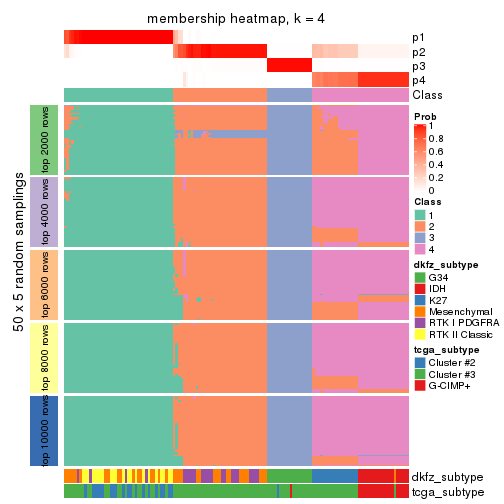 membership heatmap, k = 4
p1
p2
p3
p4
Class
50 x 5 random samplings
top 2000 rows
top 4000 rows
top 6000 rows
top 8000 rows
top 10000 rows
dkfz_subtype
tcga_subtype
Prob
1
0.8
0.6
0.4
0.2
0
Class
1
2
3
4
dkfz_subtype
G34
IDH
K27
Mesenchymal
RTK I PDGFRA
RTK II Classic
tcga_subtype
Cluster #2
Cluster #3
G-CIMP+